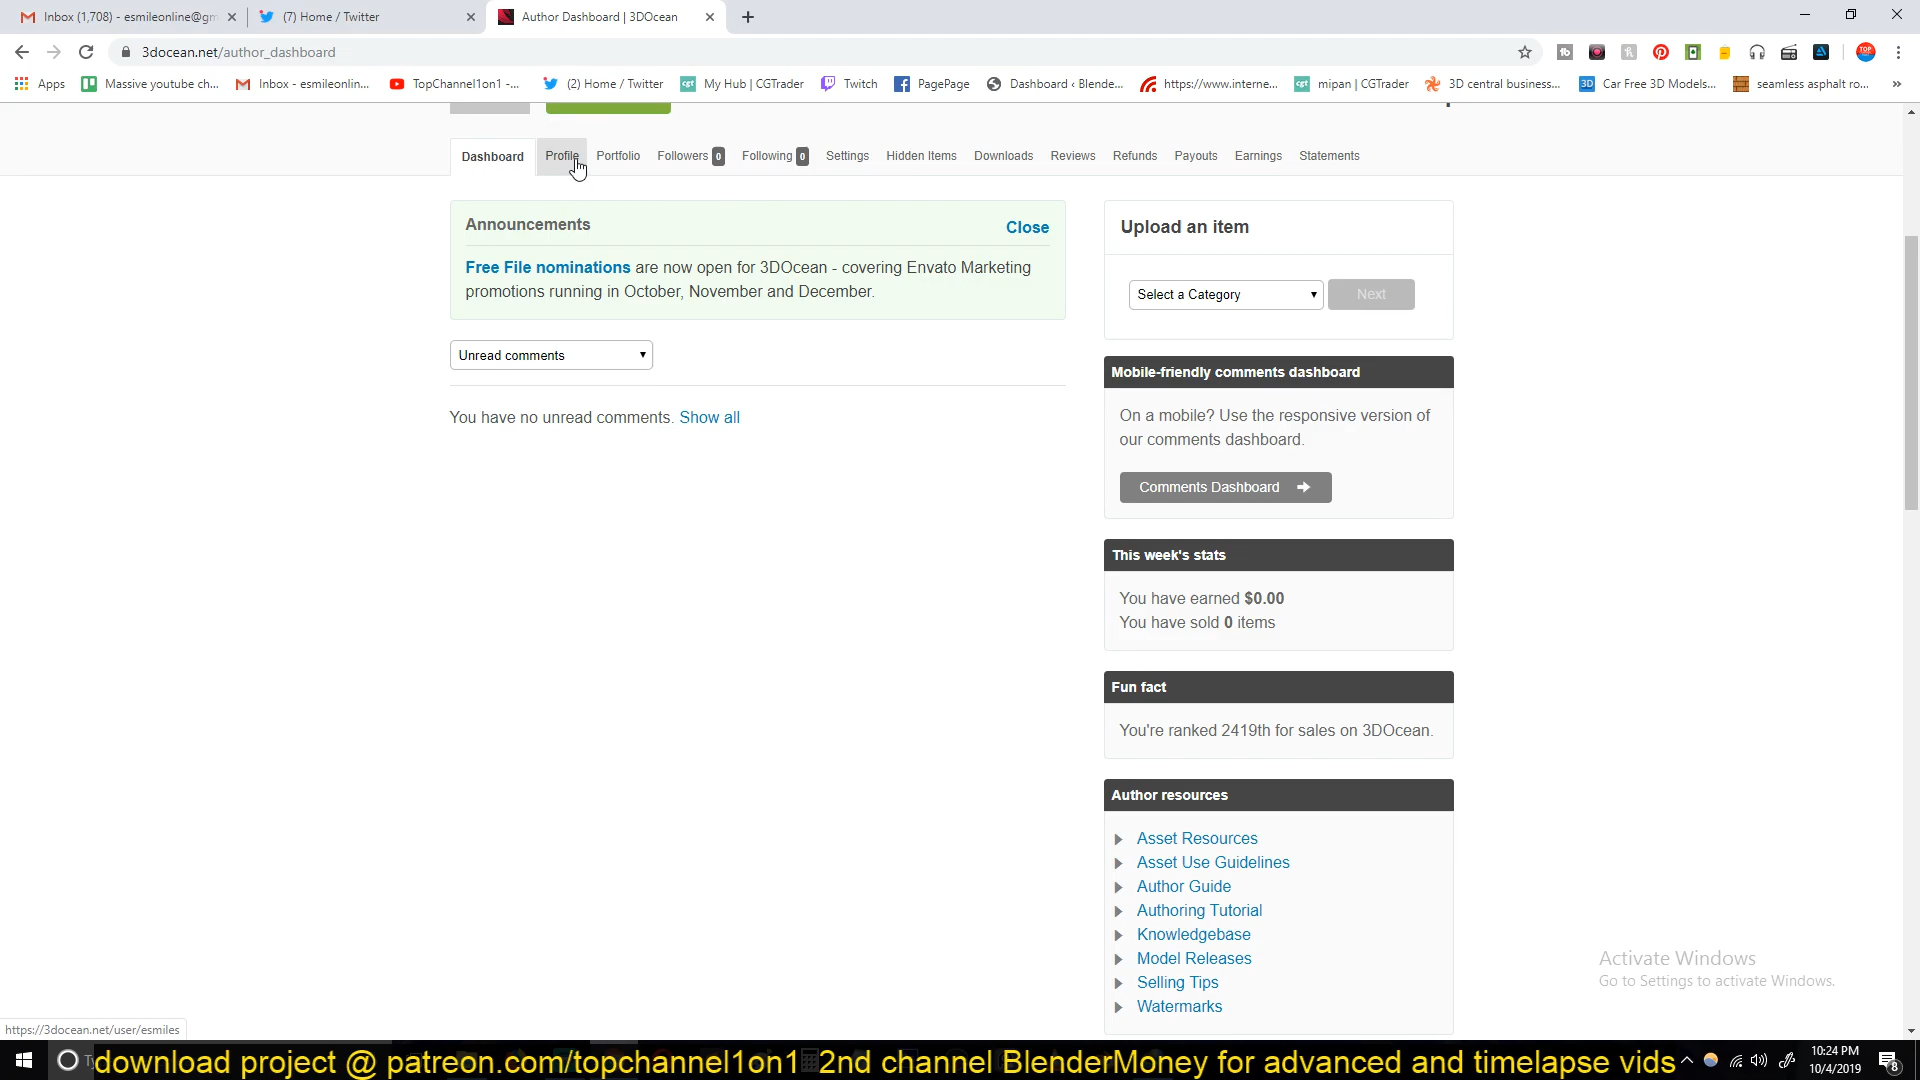 Inbox (1,708) - esmileonline@gm
(7) Home / Twitter
Author Dashboard | 3DOcean
3docean.net/author_dashboard
Apps
Massive youtube ch...
Inbox - esmileonlin...
TopChannel1on1 -...
(2) Home / Twitter
My Hub | CGTrader
Twitch
PagePage
Dashboard ‹ Blende...
https://www.interne...
mipan | CGTrader
3D central business...
Car Free 3D Models...
seamless asphalt ro...
»
Dashboard
Profile
Portfolio
Followers 0
Following 0
Settings
Hidden Items
Downloads
Reviews
Refunds
Payouts
Earnings
Statements
Announcements
Close
Free File nominations are now open for 3DOcean - covering Envato Marketing
promotions running in October, November and December.
Unread comments
You have no unread comments. Show all
Upload an item
Select a Category
Next
Mobile-friendly comments dashboard
On a mobile? Use the responsive version of
our comments dashboard.
Comments Dashboard
This week's stats
You have earned $0.00
You have sold 0 items
Fun fact
You're ranked 2419th for sales on 3DOcean.
Author resources
Asset Resources
Asset Use Guidelines
Author Guide
Authoring Tutorial
Knowledgebase
Model Releases
Selling Tips
Watermarks
Activate Windows
Go to Settings to activate Windows.
https://3docean.net/user/esmiles
download project @ patreon.com/topchannel1on1 2nd channel BlenderMoney for advanced and timelapse vids
10:24 PM
10/4/2019
8